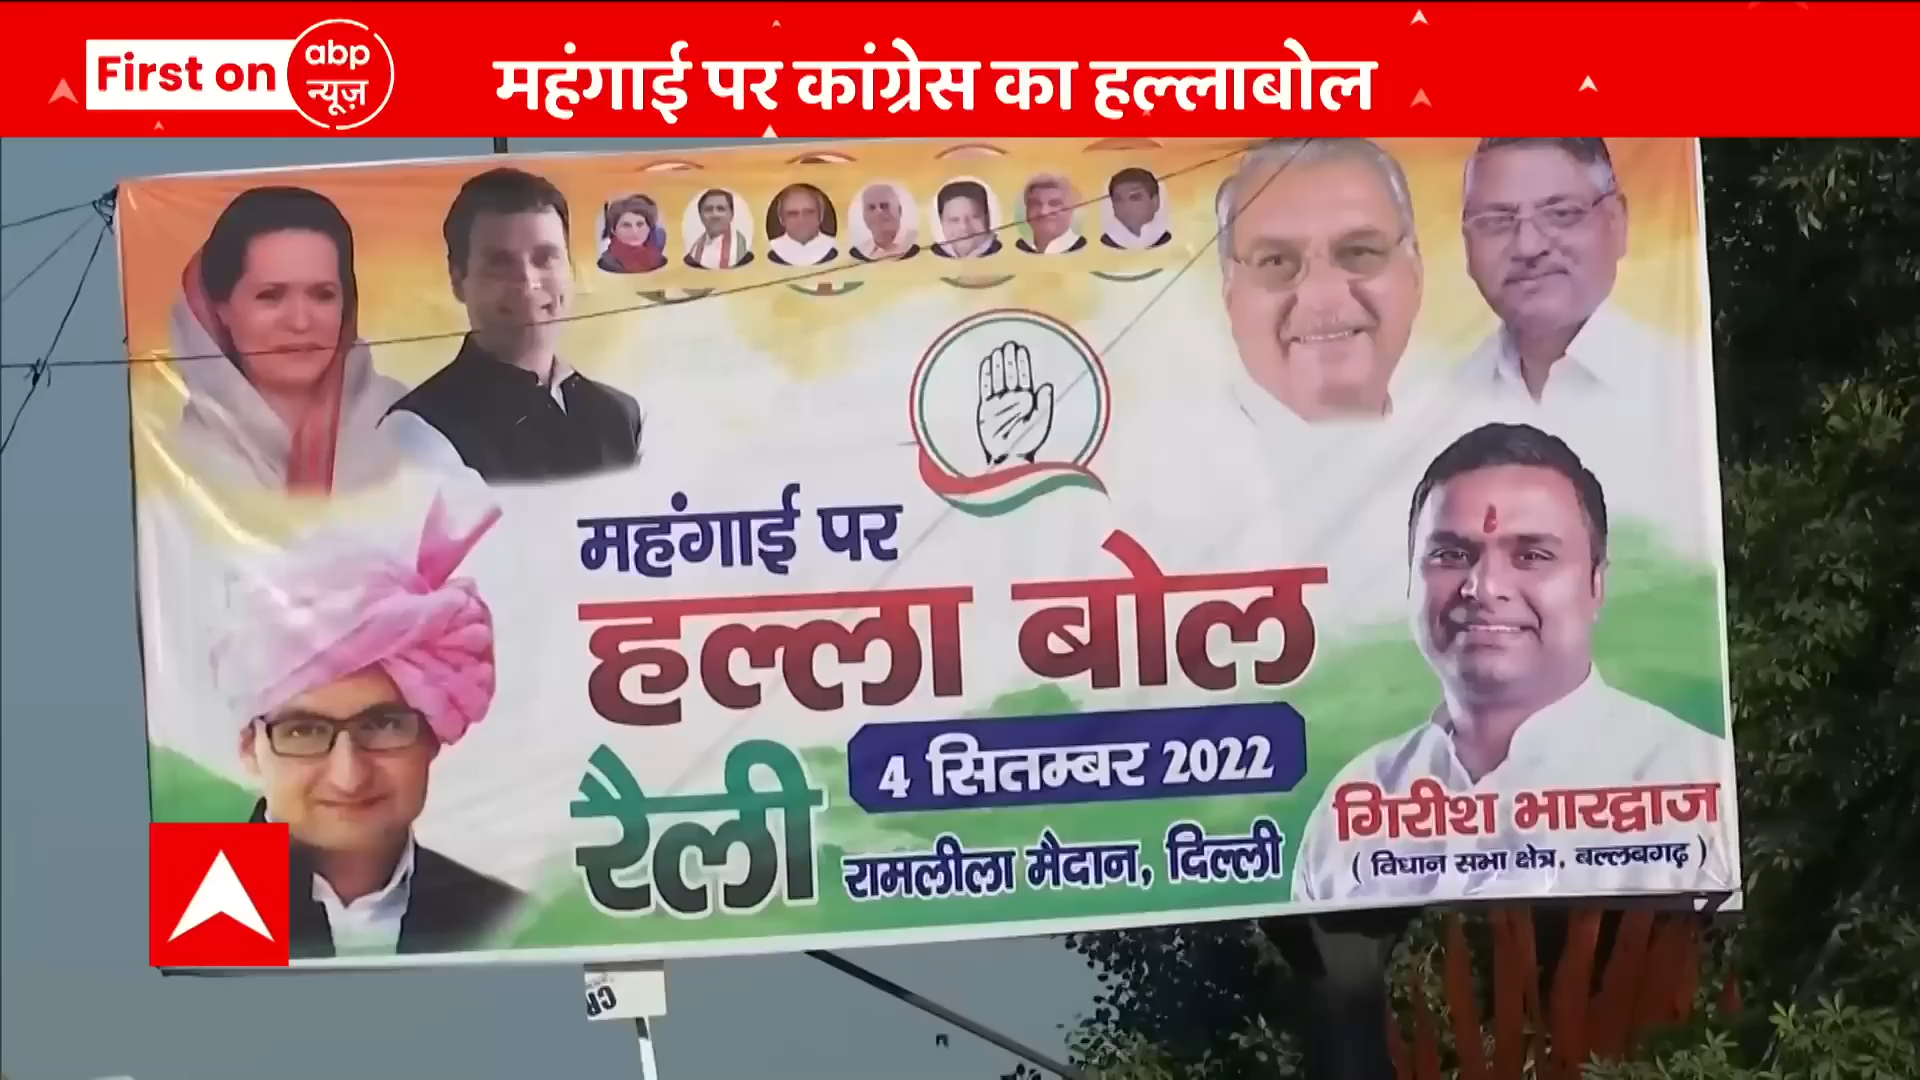 First on
abp
न्यूज़
महंगाई पर कांग्रेस का हल्लाबोल
महंगाई पर
हल्ला बोल
रैली
4 सितम्बर 2022
रामलीला मैदान, दिल्ली
गिरीश भारद्वाज
( विधान सभा क्षेत्र, बल्लबगढ़ )